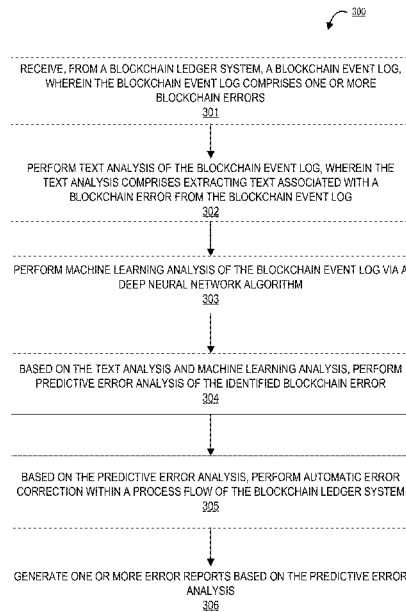 300
RECEIVE, FROM A BLOCKCHAIN LEDGER SYSTEM, A BLOCKCHAIN EVENT LOG,
WHEREIN THE BLOCKCHAIN EVENT LOG COMPRISES ONE OR MORE
BLOCKCHAIN ERRORS
301
PERFORM TEXT ANALYSIS OF THE BLOCKCHAIN EVENT LOG, WHEREIN THE
TEXT ANALYSIS COMPRISES EXTRACTING TEXT ASSOCIATED WITH A
BLOCKCHAIN ERROR FROM THE BLOCKCHAIN EVENT LOG
302
PERFORM MACHINE LEARNING ANALYSIS OF THE BLOCKCHAIN EVENT LOG VIA A
DEEP NEURAL NETWORK ALGORITHM
303
BASED ON THE TEXT ANALYSIS AND MACHINE LEARNING ANALYSIS, PERFORM
PREDICTIVE ERROR ANALYSIS OF THE IDENTIFIED BLOCKCHAIN ERROR
304
BASED ON THE PREDICTIVE ERROR ANALYSIS, PERFORM AUTOMATIC ERROR
CORRECTION WITHIN A PROCESS FLOW OF THE BLOCKCHAIN LEDGER SYSTEM
305
GENERATE ONE OR MORE ERROR REPORTS BASED ON THE PREDICTIVE ERROR
ANALYSIS
306